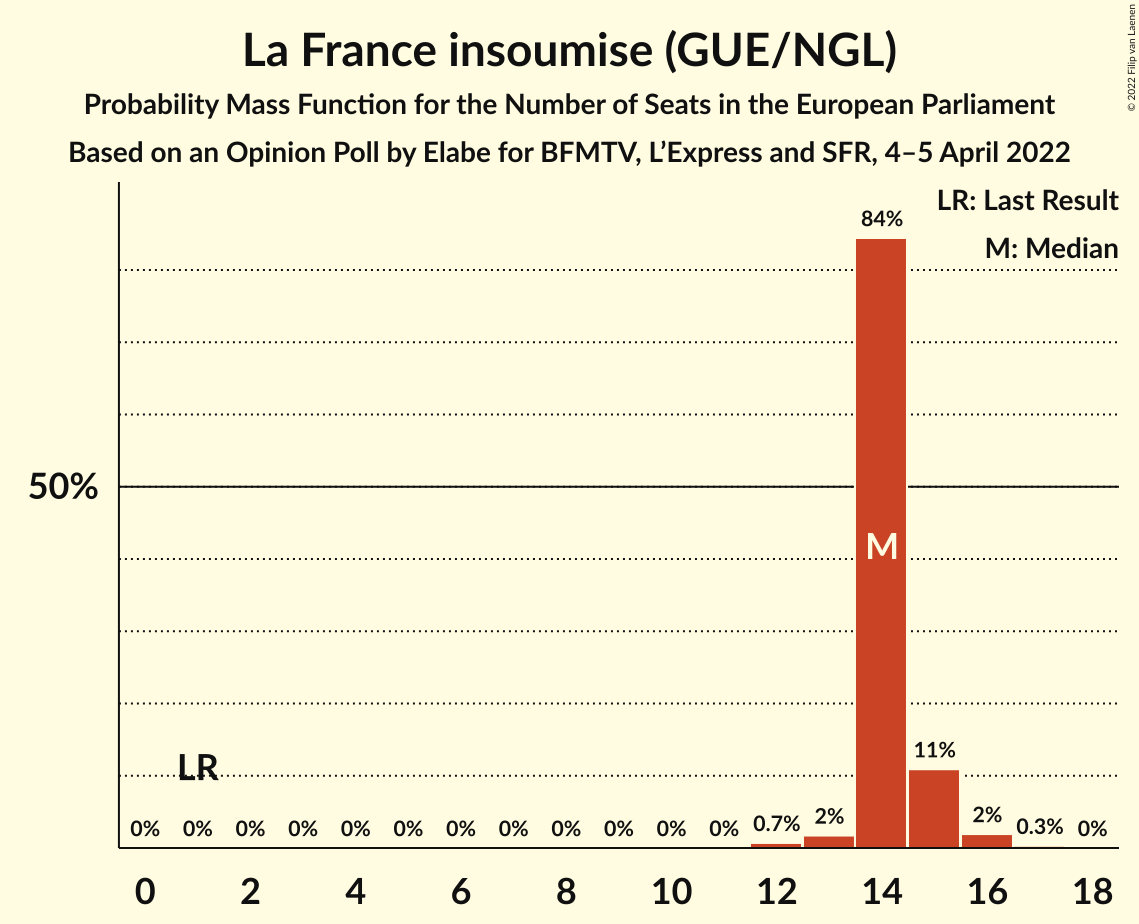 La France insoumise (GUE/NGL)
Probability Mass Function for the Number of Seats in the European Parliament
Based on an Opinion Poll by Elabe for BFMTV, L’Express and SFR, 4–5 April 2022
© 2022 Filip van Laenen
LR: Last Result
M: Median
84%
50%
M
LR
11%
0% 0% 0% 0% 0% 0% 0% 0% 0% 0% 0% 0% 0.7% 2% 2% 0.3% 0%
0 2 4 6 8 10 12 14 16 18